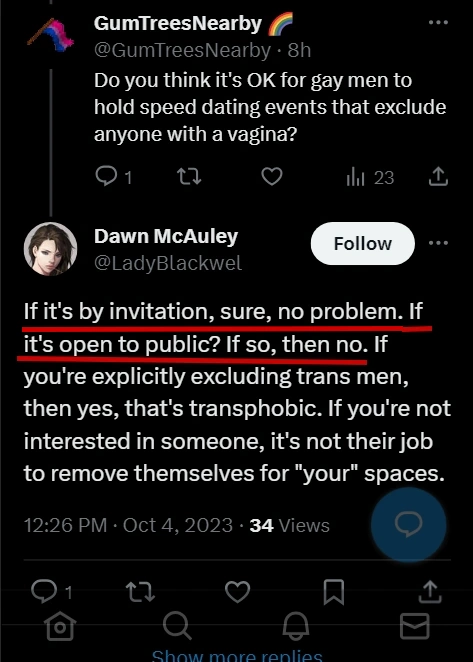 GumTreesNearby 🌈
@GumTreesNearby · 8h
Do you think it's OK for gay men to
hold speed dating events that exclude
anyone with a vagina?
1 23
Dawn McAuley
Follow
@LadyBlackwel
If it's by invitation, sure, no problem. If
it's open to public? If so, then no. If
you're explicitly excluding trans men,
then yes, that's transphobic. If you're not
interested in someone, it's not their job
to remove themselves for "your" spaces.
12:26 PM · Oct 4, 2023 · 34 Views
1
Show more replies